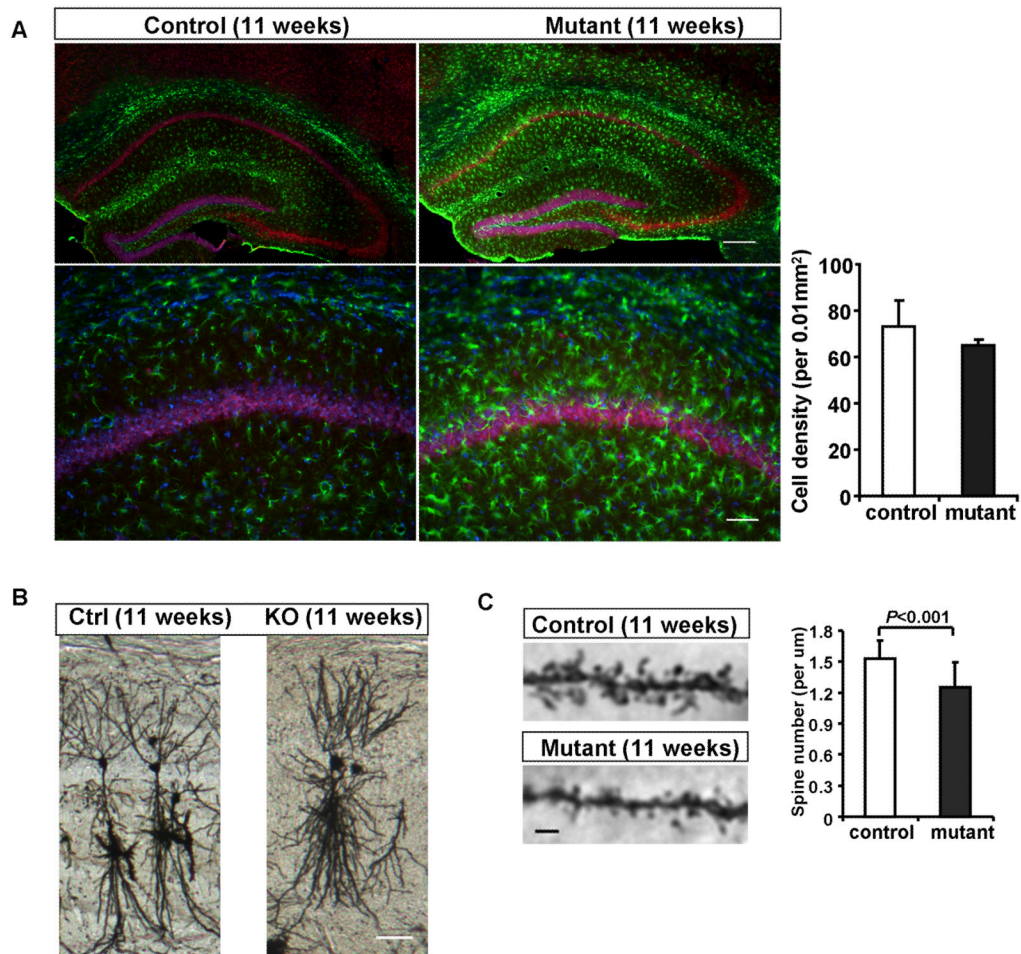 A
Control (11 weeks)
Mutant (11 weeks)
100
80
60
40
20
0
Cell density (per 0.01mm²)
control
mutant
B
Ctrl (11 weeks)
KO (11 weeks)
C
Control (11 weeks)
Mutant (11 weeks)
P<0.001
1.8
1.5
1.2
0.9
0.6
0.3
0
Spine number (per um)
control
mutant